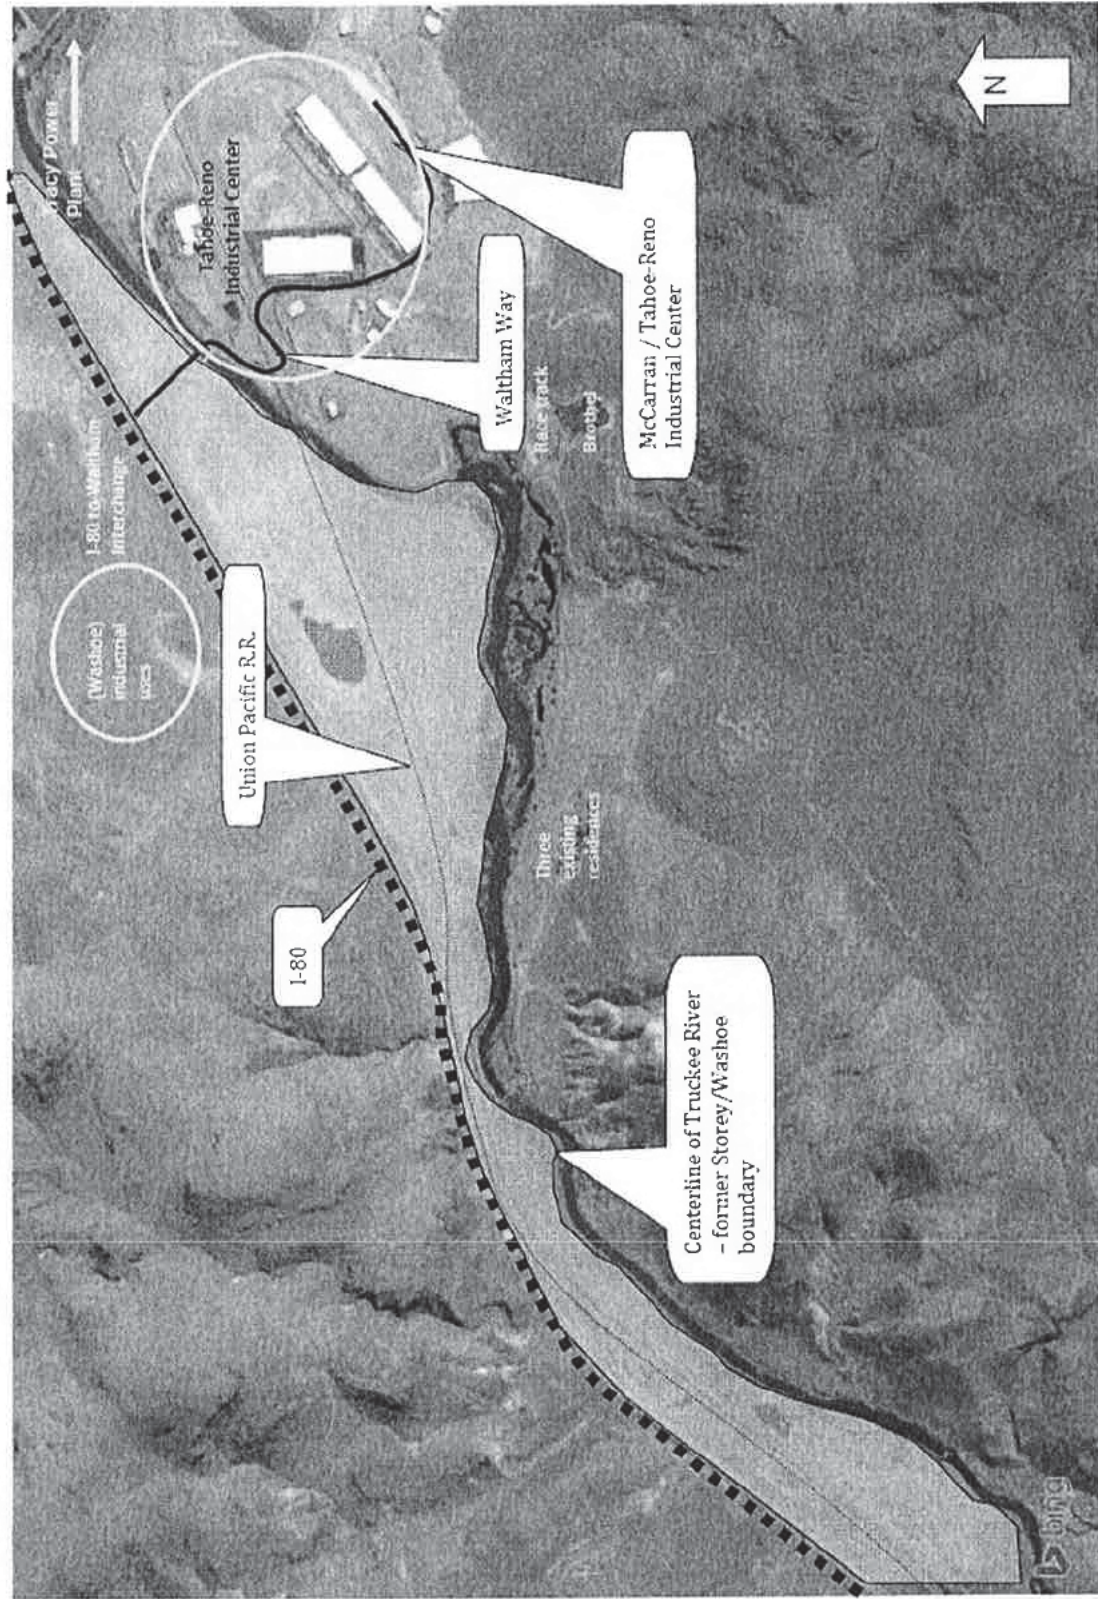 Tracy Power
Plant
Tahoe-Reno
Industrial Center
I-80 to Waltham
Interchange
(Washoe)
industrial
uses
Union Pacific R.R.
I-80
Waltham Way
Race track
Brothel
McCarran / Tahoe-Reno
Industrial Center
Three
existing
residences
Centerline of Truckee River
– former Storey/Washoe
boundary
N
bing